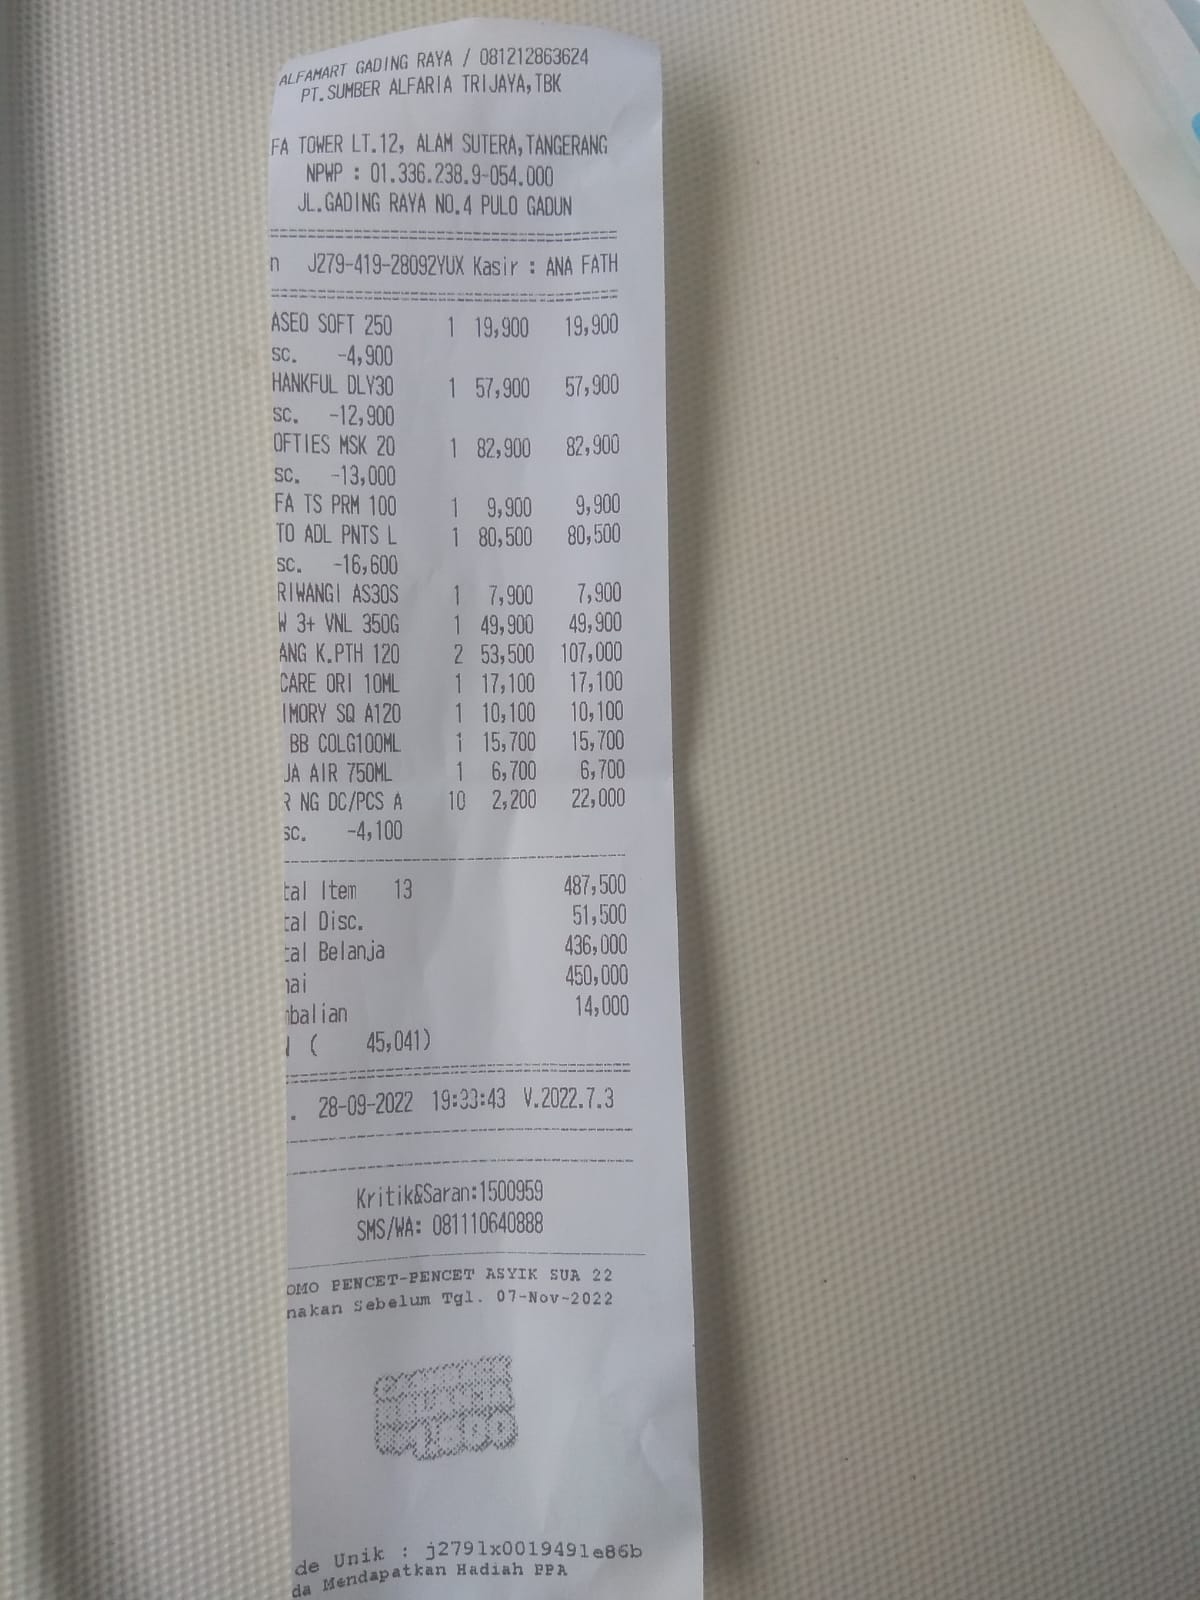 ALFAMART GADING RAYA / 081212863624
PT.SUMBER ALFARIA TRIJAYA,TBK
FA TOWER LT.12, ALAM SUTERA,TANGERANG
NPWP : 01.336.238.9-054.000
JL.GADING RAYA NO.4 PULO GADUN
n J279-419-28092YUX Kasir : ANA FATH
ASEO SOFT 250 1 19,900 19,900
sc. -4,900
HANKFUL DLY30 1 57,900 57,900
sc. -12,900
OFTIES MSK 20 1 82,900 82,900
sc. -13,000
FA TS PRM 100 1 9,900 9,900
TO ADL PNTS L 1 80,500 80,500
sc. -16,600
RIWANGI AS30S 1 7,900 7,900
W 3+ VNL 350G 1 49,900 49,900
ANG K.PTH 120 2 53,500 107,000
CARE ORI 10ML 1 17,100 17,100
IMORY SQ A120 1 10,100 10,100
BB COLG100ML 1 15,700 15,700
JA AIR 750ML 1 6,700 6,700
R NG DC/PCS A 10 2,200 22,000
sc. -4,100
tal Item 13 487,500
tal Disc. 51,500
tal Belanja 436,000
nai 450,000
mbalian 14,000
( 45,041)
. 28-09-2022 19:33:43 V.2022.7.3
Kritik&Saran:1500959
SMS/WA: 081110640888
OMO PENCET-PENCET ASYIK SUA 22
nakan Sebelum Tgl. 07-Nov-2022
BELANJA
de Unik : j2791x0019491e86b
da Mendapatkan Hadiah PPA